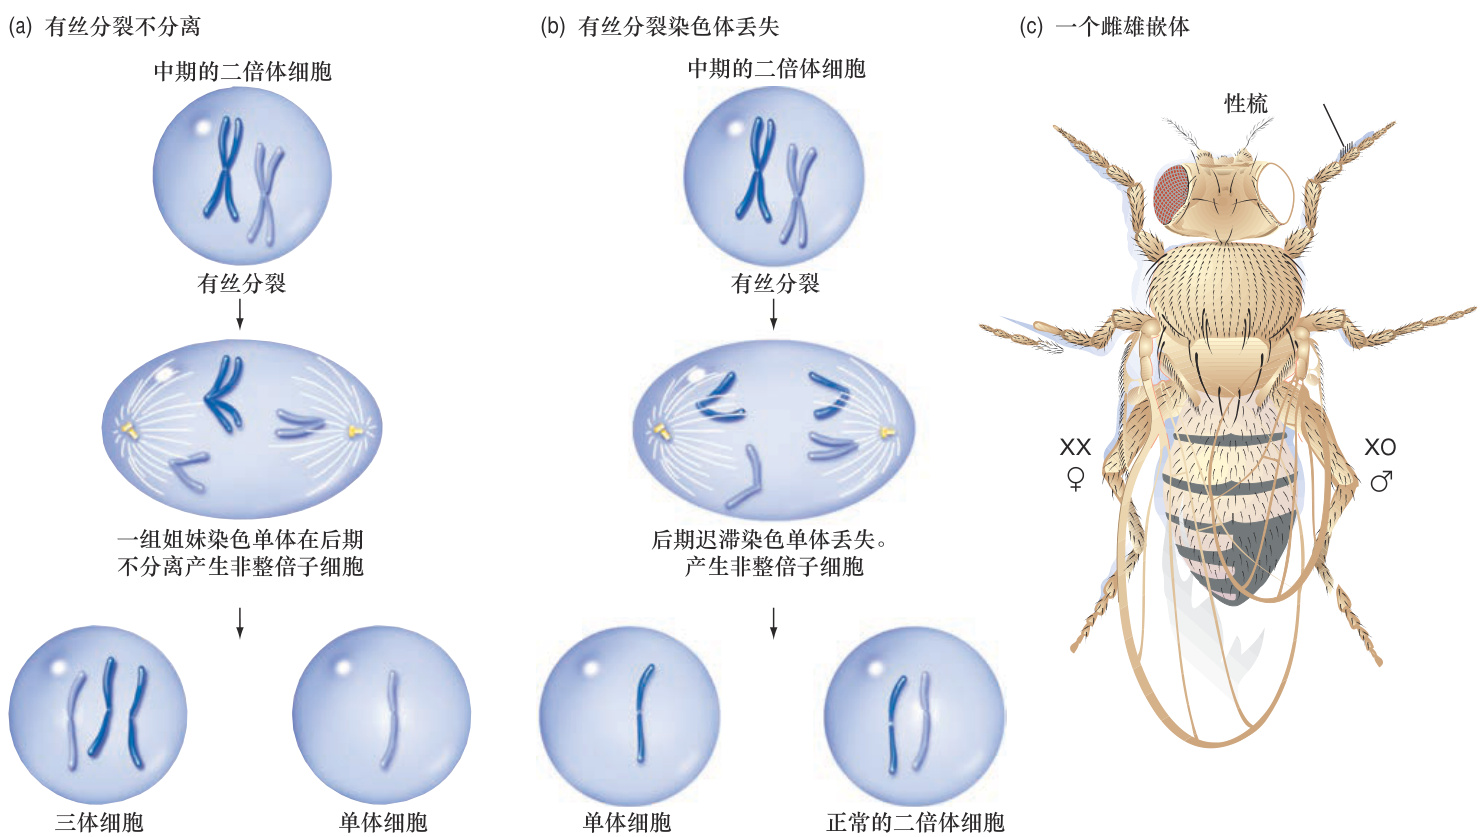 (a) 有丝分裂不分离
中期的二倍体细胞
有丝分裂
一组姐妹染色单体在后期
不分离产生非整倍子细胞
三体细胞
单体细胞
(b) 有丝分裂染色体丢失
中期的二倍体细胞
有丝分裂
后期迟滞染色单体丢失。
产生非整倍子细胞
单体细胞
正常的二倍体细胞
(c) 一个雌雄嵌体
性梳
XX
♀
XO
♂